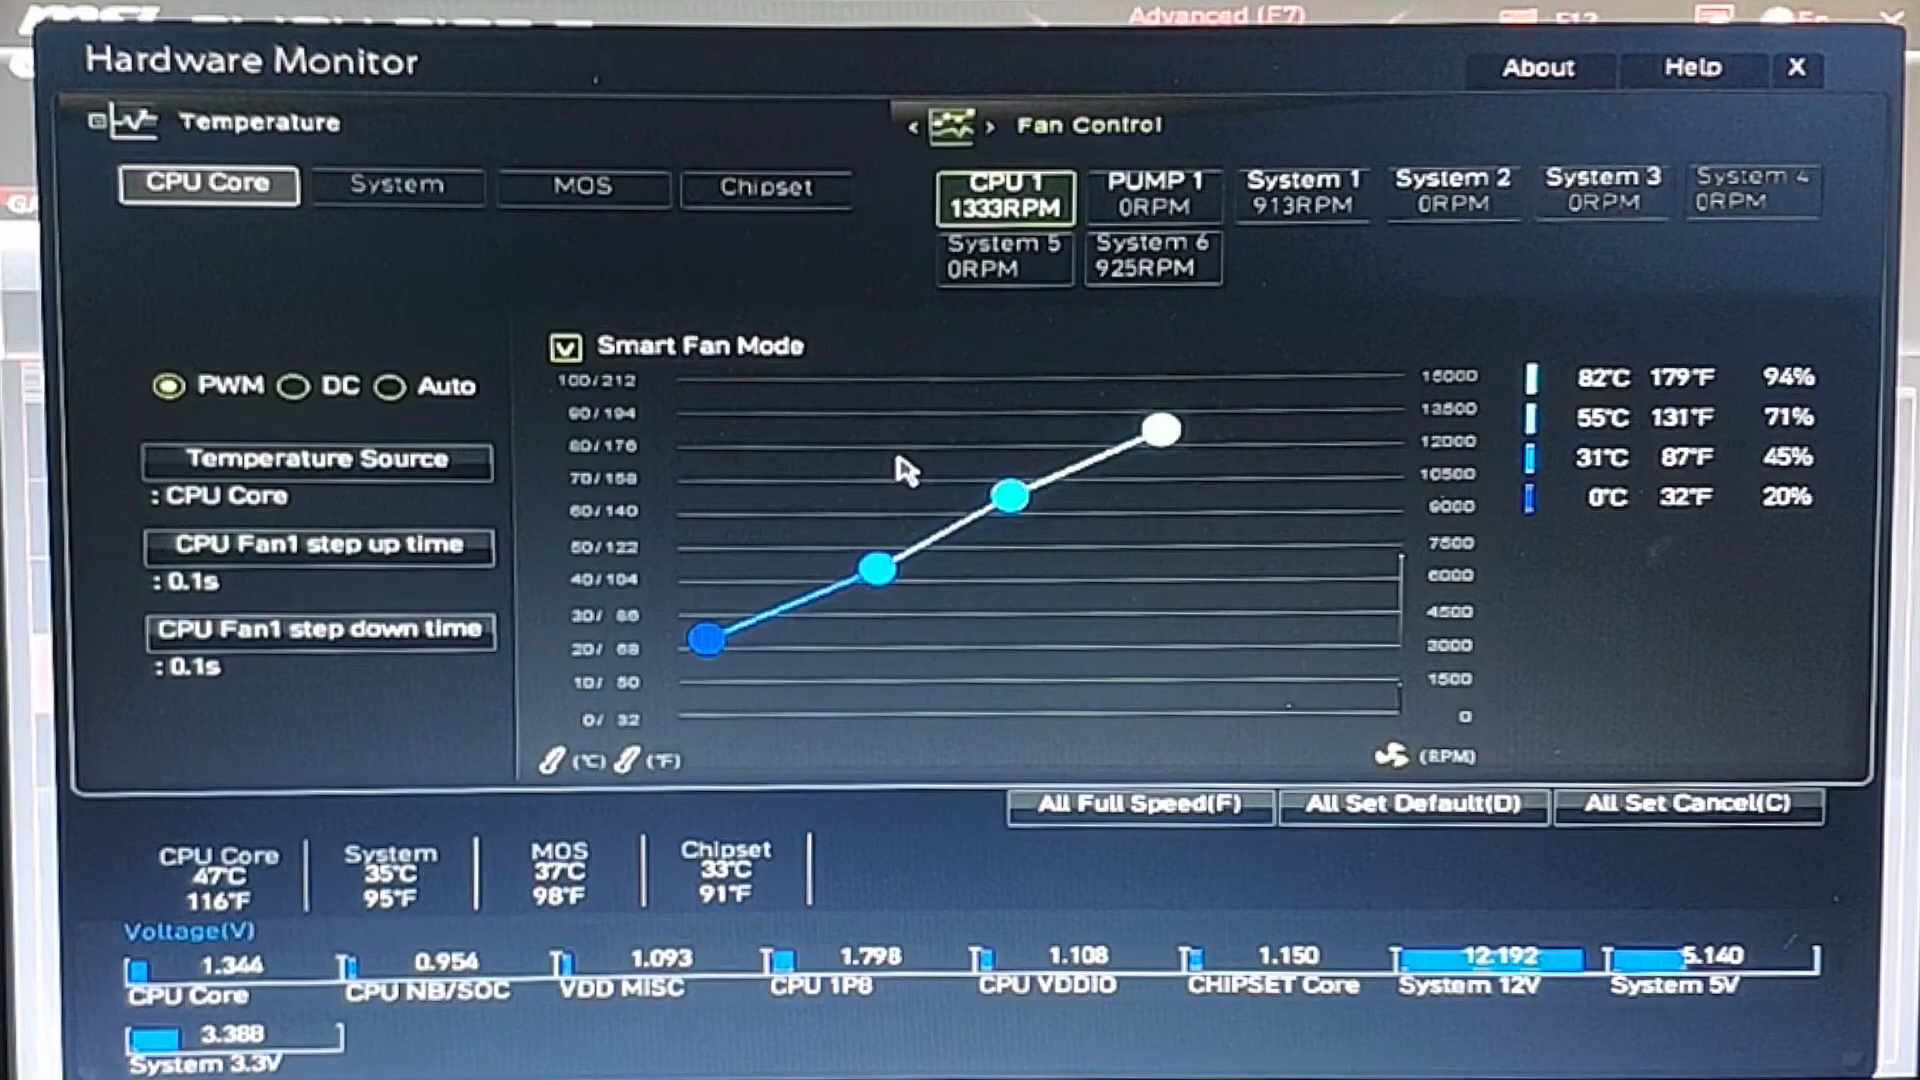 msi
Advanced (F7)
F12
En
X
Hardware Monitor
About
Help
X
Temperature
Fan Control
CPU Core
System
MOS
Chipset
CPU 1
1333RPM
PUMP 1
0RPM
System 1
913RPM
System 2
0RPM
System 3
0RPM
System 4
0RPM
System 5
0RPM
System 6
925RPM
Smart Fan Mode
PWM
DC
Auto
Temperature Source
: CPU Core
CPU Fan1 step up time
: 0.1s
CPU Fan1 step down time
: 0.1s
100/212
90/194
80/176
70/158
60/140
50/122
40/104
30/ 86
20/ 68
10/ 50
0/ 32
(°C)
(°F)
15000
13500
12000
10500
9000
7500
6000
4500
3000
1500
0
(RPM)
82°C 179°F 94%
55°C 131°F 71%
31°C 87°F 45%
0°C 32°F 20%
All Full Speed(F)
All Set Default(D)
All Set Cancel(C)
CPU Core
47°C
116°F
System
35°C
95°F
MOS
37°C
98°F
Chipset
33°C
91°F
Voltage(V)
1.344
CPU Core
0.954
CPU NB/SOC
1.093
VDD MISC
1.798
CPU 1P8
1.108
CPU VDDIO
1.150
CHIPSET Core
12.192
System 12V
5.140
System 5V
3.388
System 3.3V